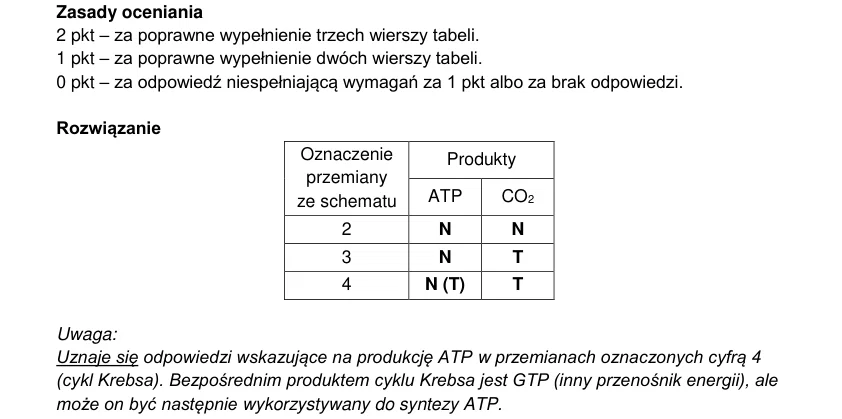 Zasady oceniania
2 pkt – za poprawne wypełnienie trzech wierszy tabeli.
1 pkt – za poprawne wypełnienie dwóch wierszy tabeli.
0 pkt – za odpowiedź niespełniającą wymagań za 1 pkt albo za brak odpowiedzi.
Rozwiązanie
Oznaczenie
przemiany
ze schematu
Produkty
ATP CO₂
2 N N
3 N T
4 N (T) T
Uwaga:
Uznaje się odpowiedzi wskazujące na produkcję ATP w przemianach oznaczonych cyfrą 4
(cykl Krebsa). Bezpośrednim produktem cyklu Krebsa jest GTP (inny przenośnik energii), ale
może on być następnie wykorzystywany do syntezy ATP.